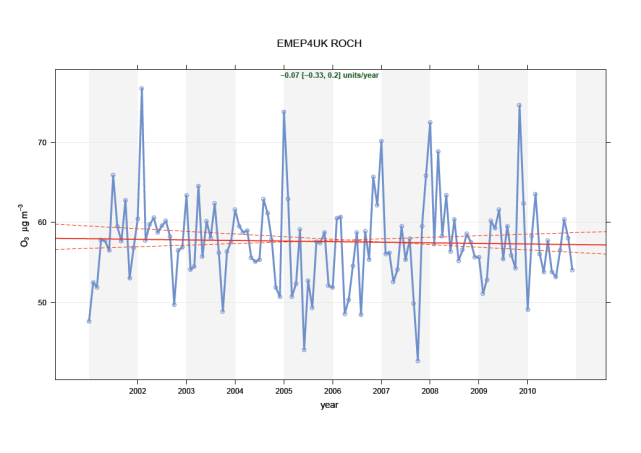 EMEP4UK ROCH
−0.07 [−0.33, 0.2] units/year
70
60
50
O₃ µg m⁻³
2002 2003 2004 2005 2006 2007 2008 2009 2010
year